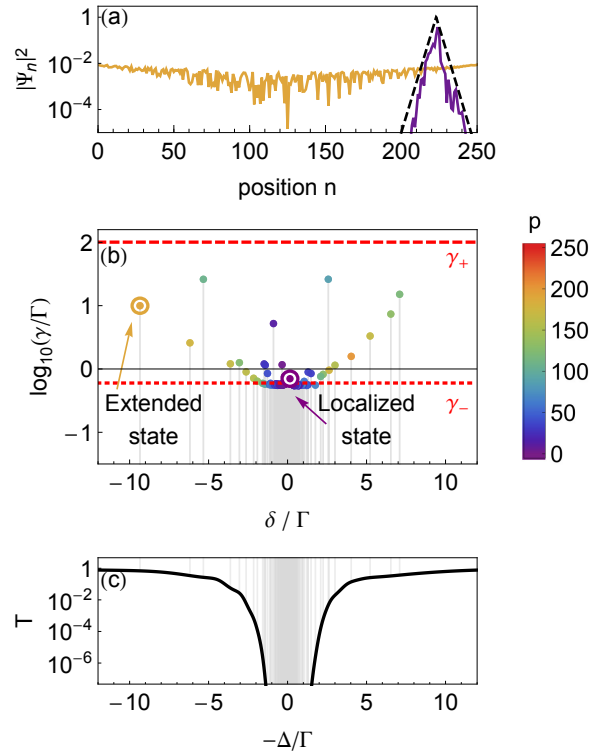 (a)
1
10⁻²
10⁻⁴
|Ψn|²
0 50 100 150 200 250
position n
p
(b)
2
1
0
−1
log₁₀(γ/Γ)
γ₊
γ₋
Extended state
Localized state
−10 −5 0 5 10
δ / Γ
250
200
150
100
50
0
(c)
1
10⁻²
10⁻⁴
10⁻⁶
T
−10 −5 0 5 10
−Δ/Γ